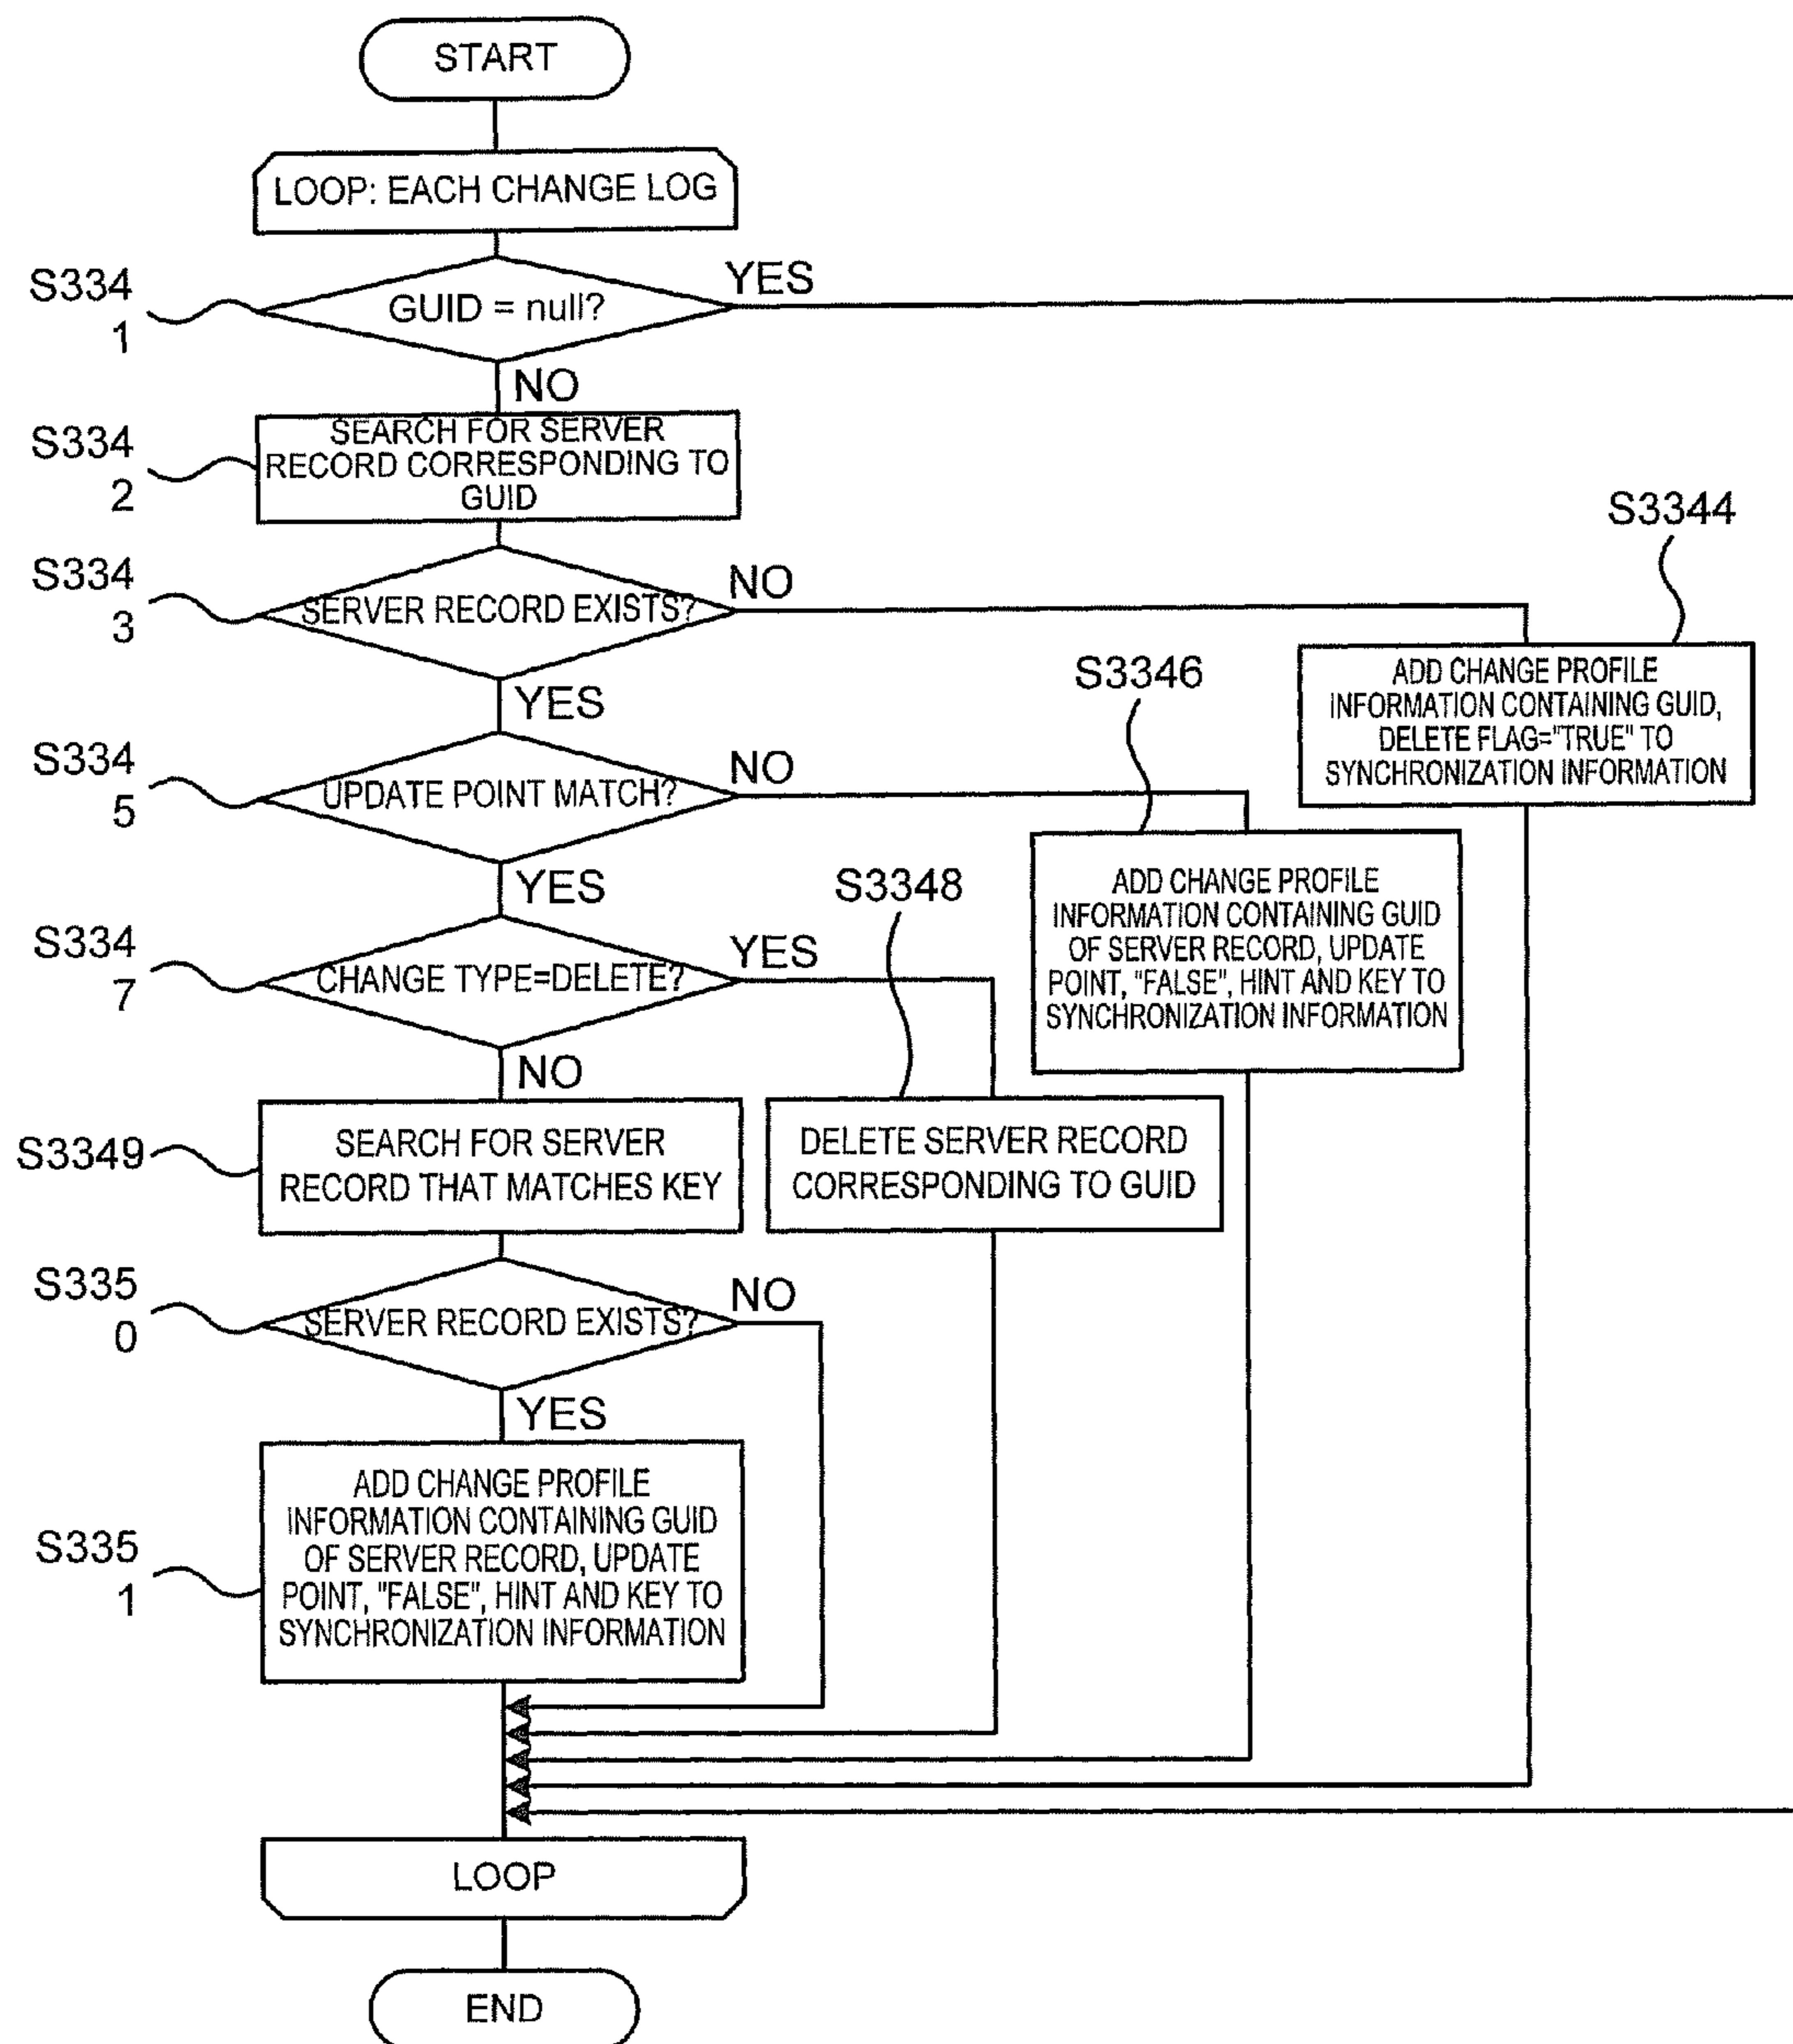 START
LOOP: EACH CHANGE LOG
S334
1
GUID = null?
YES
NO
S334
2
SEARCH FOR SERVER
RECORD CORRESPONDING TO
GUID
S334
3
SERVER RECORD EXISTS?
NO
YES
S3344
ADD CHANGE PROFILE
INFORMATION CONTAINING GUID,
DELETE FLAG="TRUE" TO
SYNCHRONIZATION INFORMATION
S334
5
UPDATE POINT MATCH?
NO
YES
S3346
ADD CHANGE PROFILE
INFORMATION CONTAINING GUID
OF SERVER RECORD, UPDATE
POINT, "FALSE", HINT AND KEY TO
SYNCHRONIZATION INFORMATION
S334
7
CHANGE TYPE=DELETE?
YES
NO
S3348
DELETE SERVER RECORD
CORRESPONDING TO GUID
S3349
SEARCH FOR SERVER
RECORD THAT MATCHES KEY
S335
0
SERVER RECORD EXISTS?
NO
YES
S335
1
ADD CHANGE PROFILE
INFORMATION CONTAINING GUID
OF SERVER RECORD, UPDATE
POINT, "FALSE", HINT AND KEY TO
SYNCHRONIZATION INFORMATION
LOOP
END